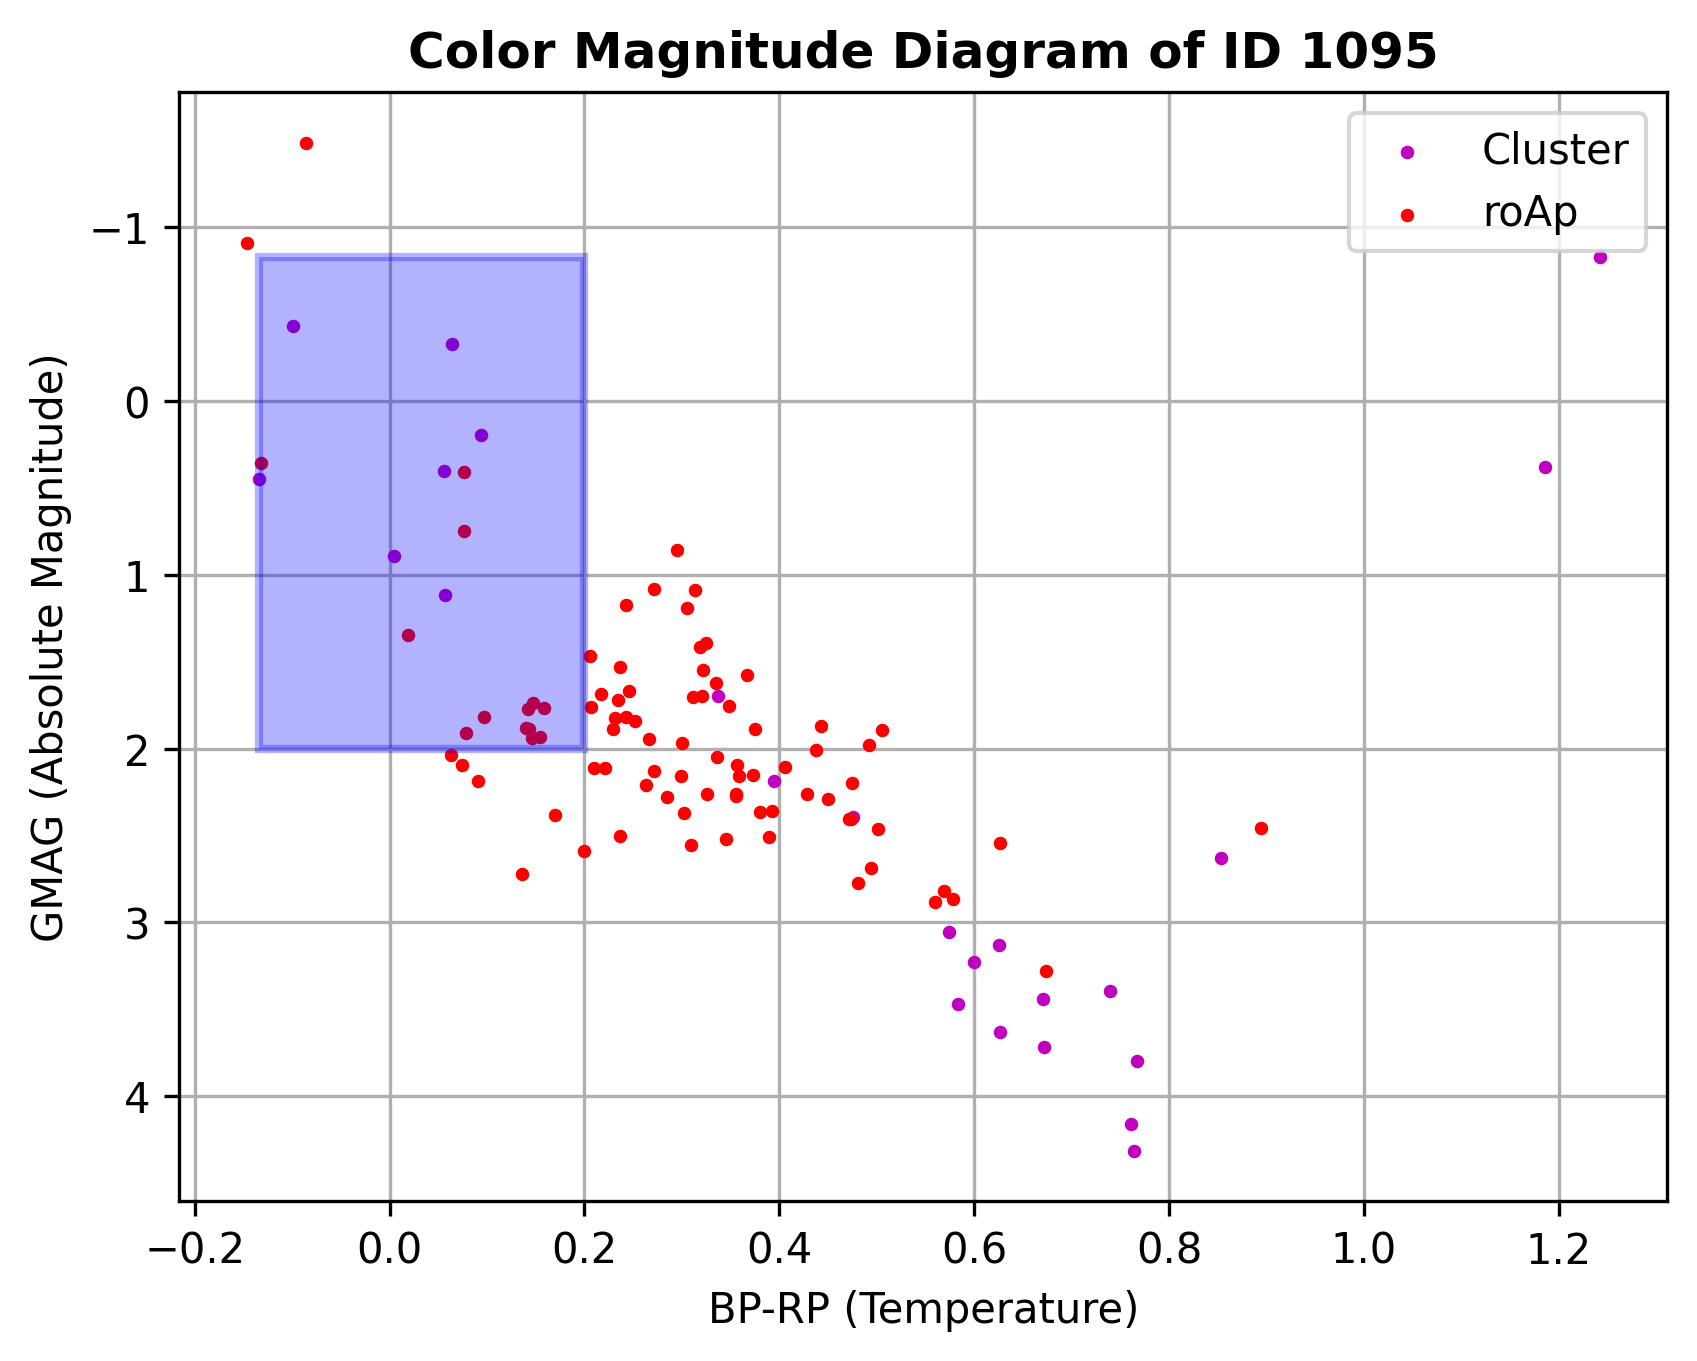 Color Magnitude Diagram of ID 1095
Cluster
roAp
GMAG (Absolute Magnitude)
−1
0
1
2
3
4
−0.2 0.0 0.2 0.4 0.6 0.8 1.0 1.2
BP-RP (Temperature)